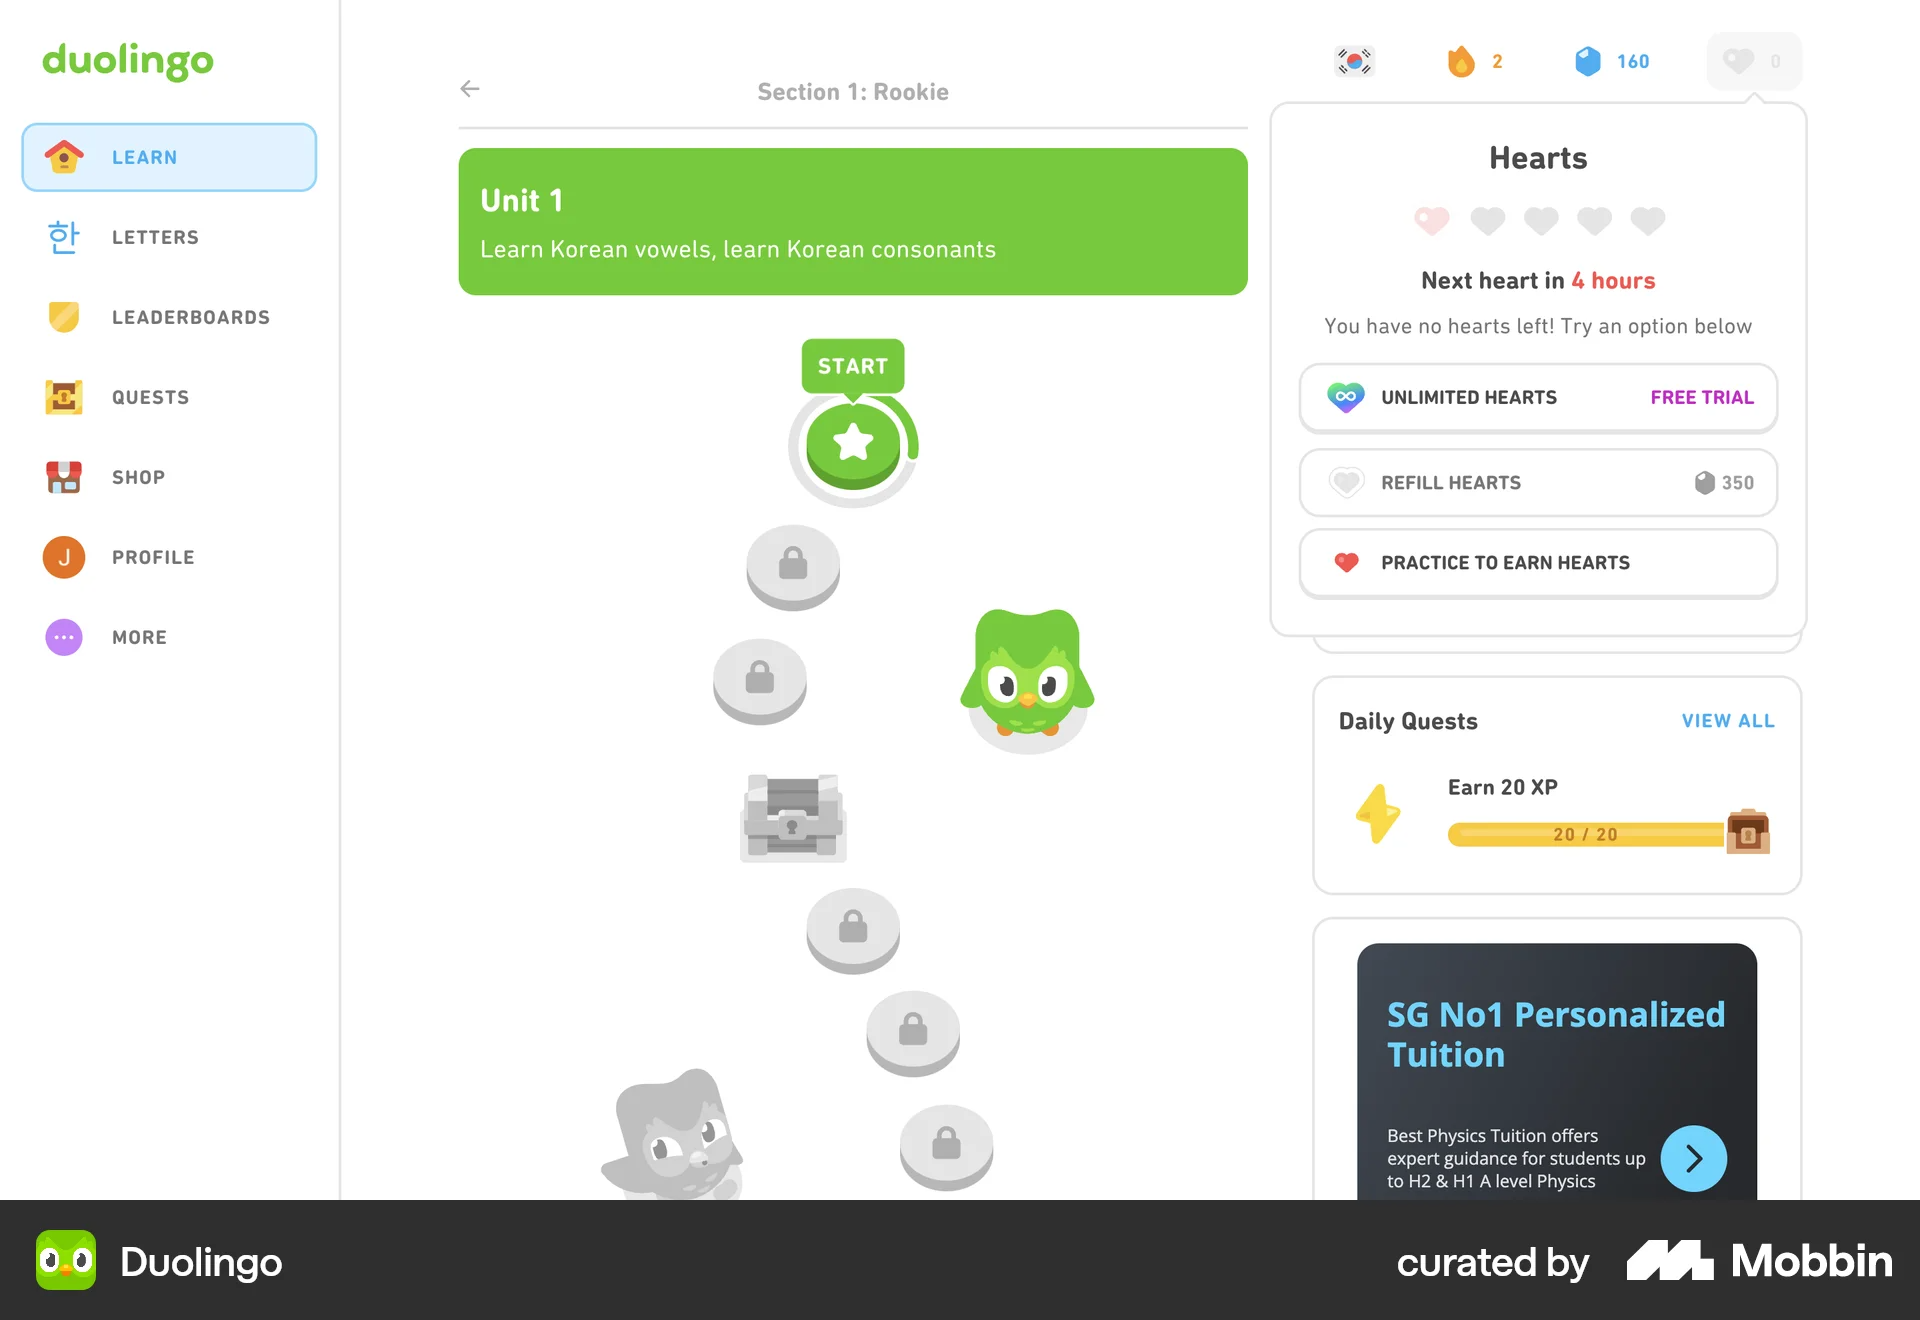 duolingo
LEARN
한
LETTERS
LEADERBOARDS
QUESTS
SHOP
J
PROFILE
MORE
Section 1: Rookie
Unit 1
Learn Korean vowels, learn Korean consonants
START
2
160
0
Hearts
Next heart in 4 hours
You have no hearts left! Try an option below
UNLIMITED HEARTS
FREE TRIAL
REFILL HEARTS
350
PRACTICE TO EARN HEARTS
Daily Quests
VIEW ALL
Earn 20 XP
20 / 20
SG No1 Personalized
Tuition
Best Physics Tuition offers
expert guidance for students up
to H2 & H1 A level Physics
Duolingo
curated by
Mobbin